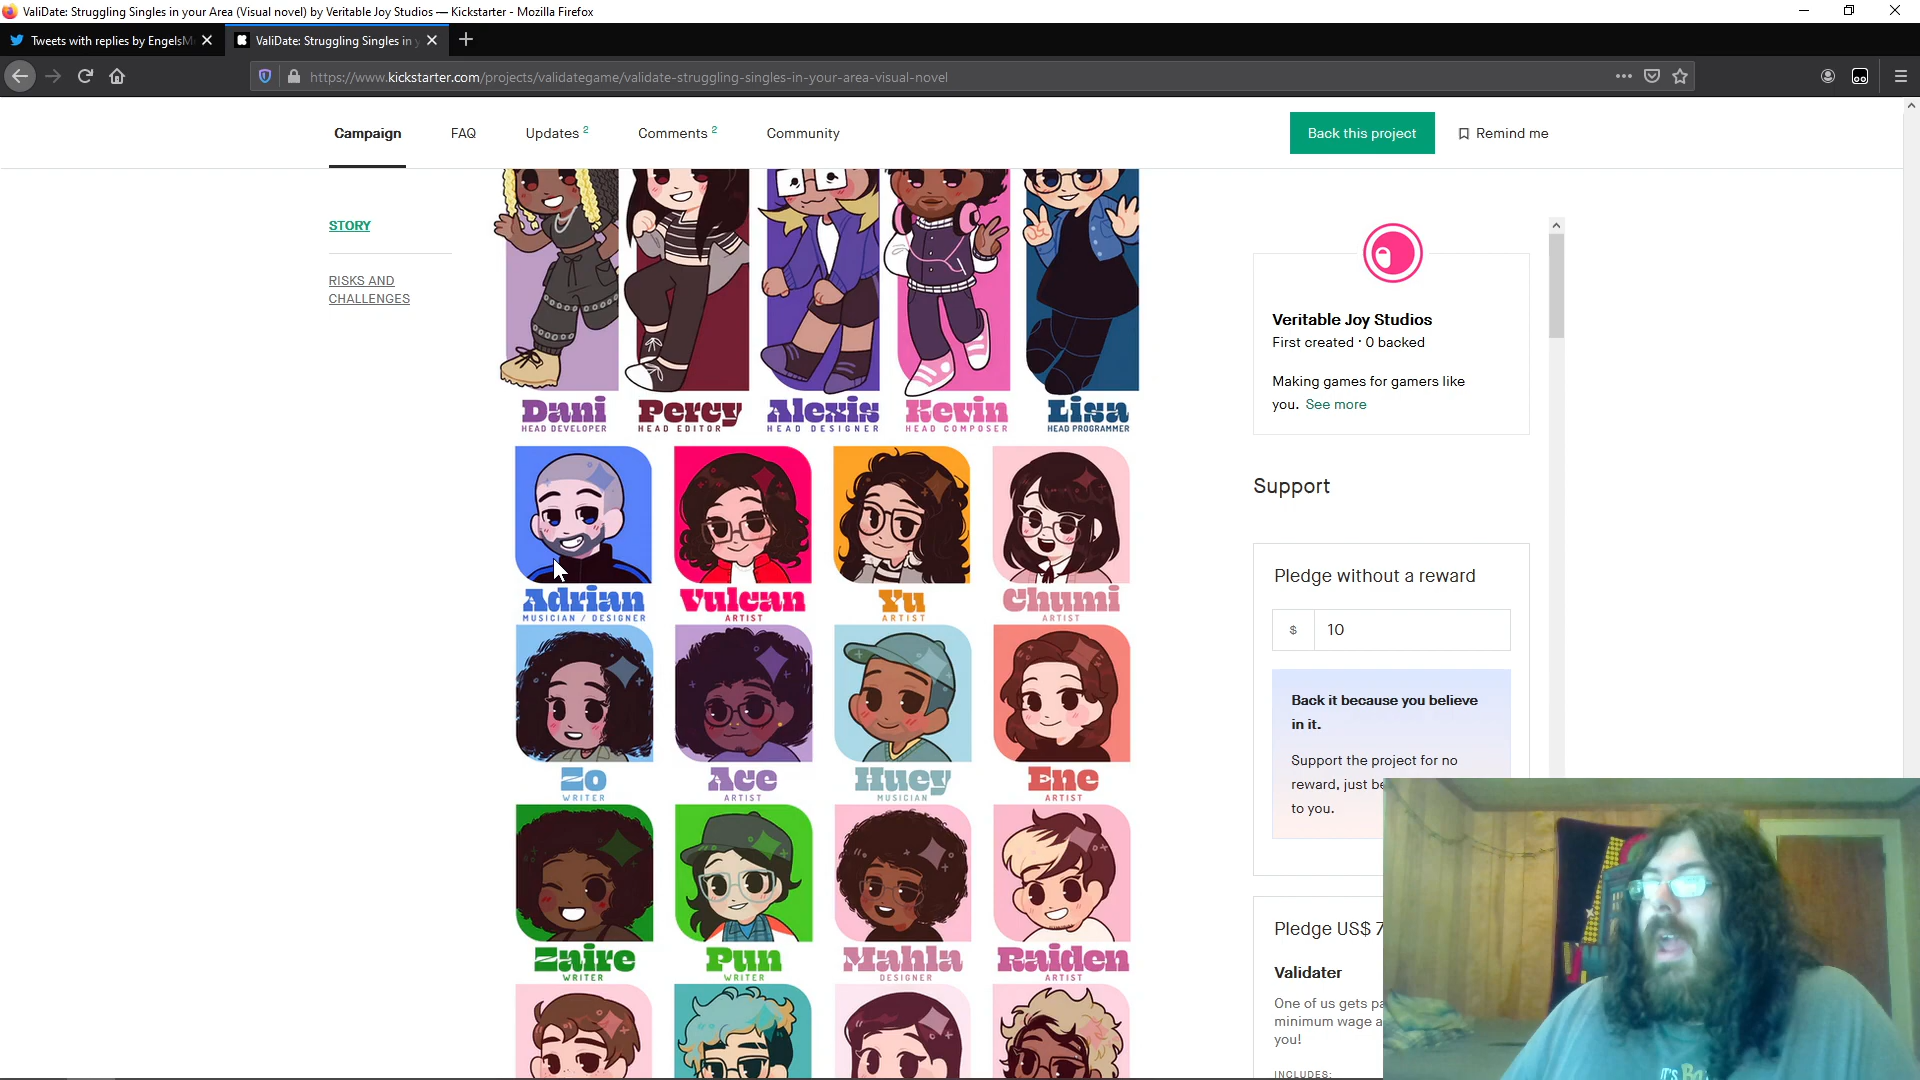 ValiDate: Struggling Singles in your Area (Visual novel) by Veritable Joy Studios — Kickstarter - Mozilla Firefox
Tweets with replies by EngelsM
ValiDate: Struggling Singles in y
https://www.kickstarter.com/projects/validategame/validate-struggling-singles-in-your-area-visual-novel
Campaign
FAQ
Updates 2
Comments 2
Community
Back this project
Remind me
STORY
RISKS AND
CHALLENGES
Dani
HEAD DEVELOPER
Percy
HEAD EDITOR
Alexis
HEAD DESIGNER
Kevin
HEAD COMPOSER
Lisa
HEAD PROGRAMMER
Adrian
MUSICIAN / DESIGNER
Vulcan
ARTIST
Yu
ARTIST
Chumi
ARTIST
Zo
WRITER
Ace
ARTIST
Huey
MUSICIAN
Ene
ARTIST
Zaire
WRITER
Pun
WRITER
Mahla
DESIGNER
Raiden
ARTIST
Veritable Joy Studios
First created · 0 backed
Making games for gamers like
you. See more
Support
Pledge without a reward
$ 10
Back it because you believe
in it.
Support the project for no
reward, just be
to you.
Pledge US$ 7
Validater
One of us gets pa
minimum wage a
you!
INCLUDES:
IT'S